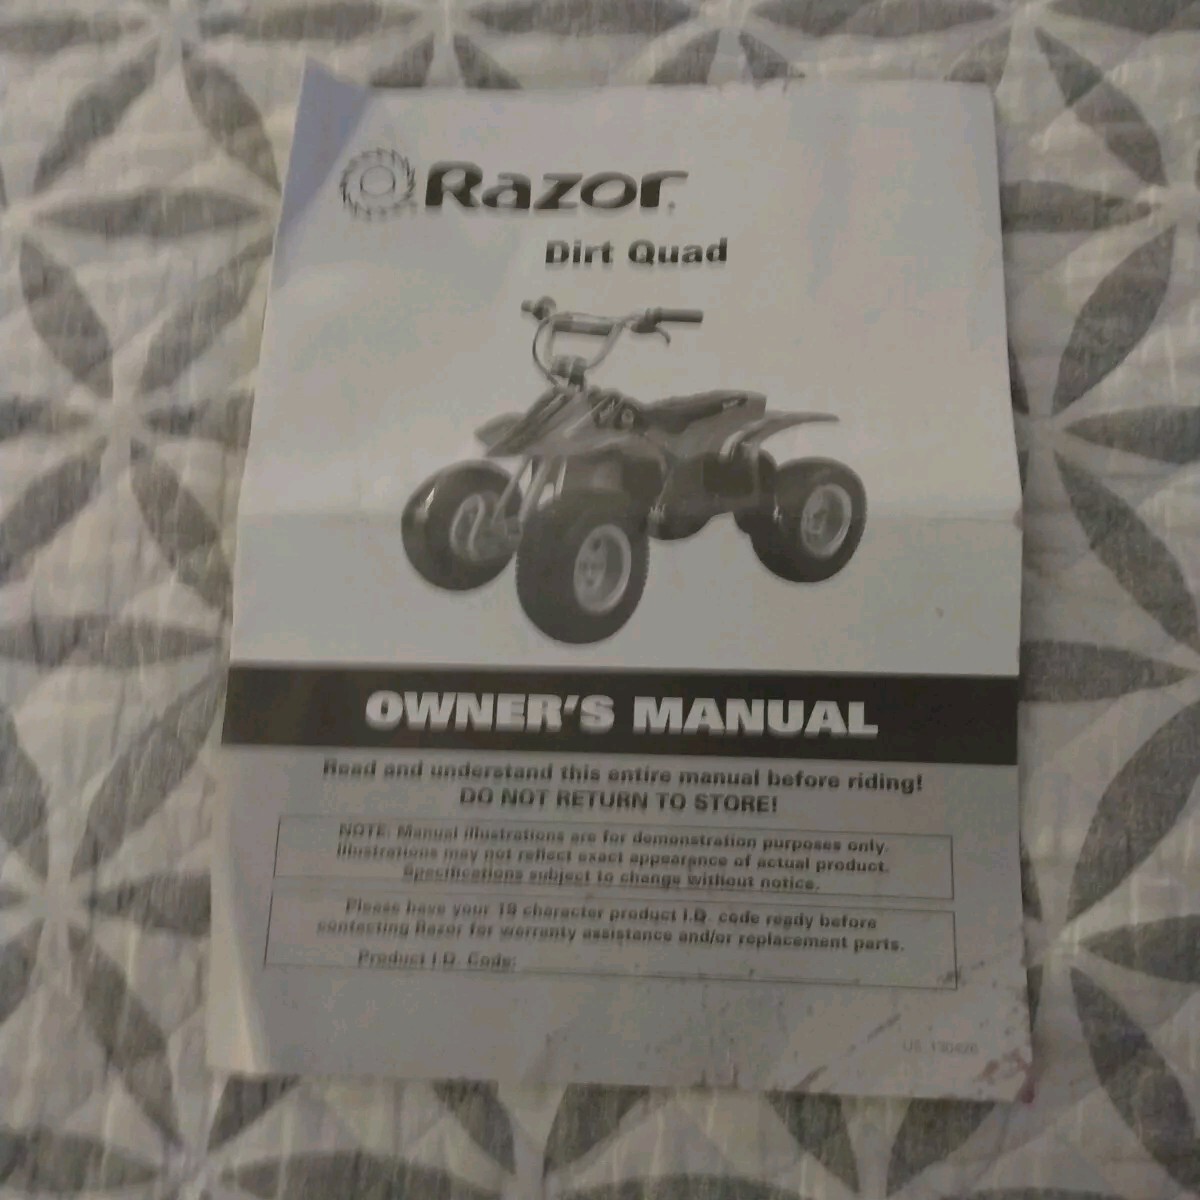 Razor
Dirt Quad
OWNER'S MANUAL
Read and understand this entire manual before riding!
DO NOT RETURN TO STORE!
NOTE: Manual illustrations are for demonstration purposes only.
Illustrations may not reflect exact appearance of actual product.
Specifications subject to change without notice.
Please have your 19 character product I.D. code ready before
contacting Razor for warranty assistance and/or replacement parts.
Product I.D. Code:
US